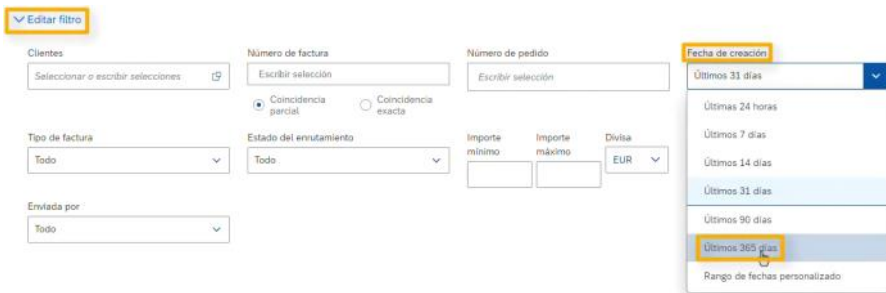 Editar filtro
Clientes
Seleccionar o escribir selecciones
Número de factura
Escribir selección
Coincidencia parcial
Coincidencia exacta
Número de pedido
Escribir selección
Fecha de creación
Últimos 31 días
Últimas 24 horas
Últimos 7 días
Últimos 14 días
Últimos 31 días
Últimos 90 días
Últimos 365 días
Rango de fechas personalizado
Tipo de factura
Todo
Estado del enrutamiento
Todo
Importe mínimo
Importe máximo
Divisa
EUR
Enviada por
Todo